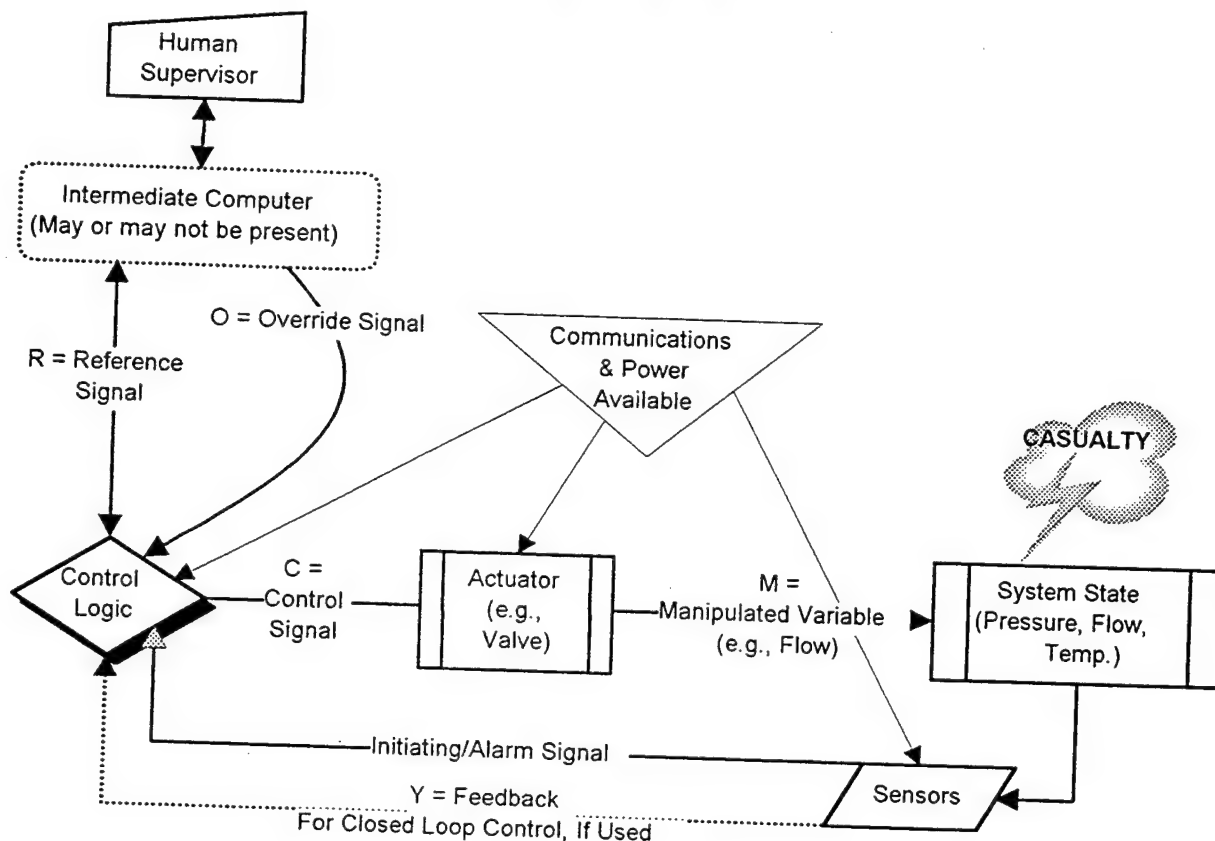 Human
Supervisor
Intermediate Computer
(May or may not be present)
O = Override Signal
R = Reference
Signal
Communications
& Power
Available
CASUALTY
Control
Logic
C =
Control
Signal
Actuator
(e.g.,
Valve)
M =
Manipulated Variable
(e.g., Flow)
System State
(Pressure, Flow,
Temp.)
Initiating/Alarm Signal
Sensors
Y = Feedback
For Closed Loop Control, If Used